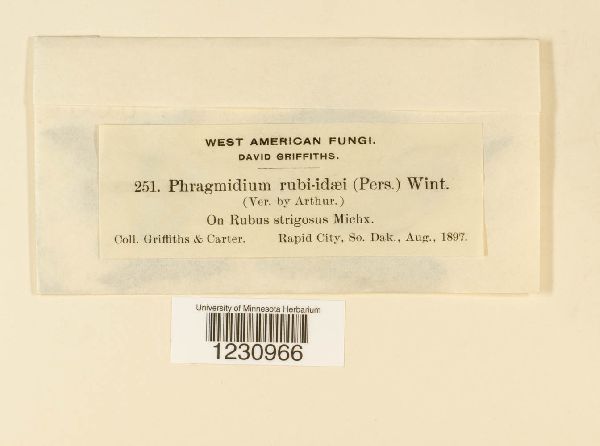 WEST AMERICAN FUNGI.
DAVID GRIFFITHS.
251. Phragmidium rubi-idæi (Pers.) Wint.
(Ver. by Arthur.)
On Rubus strigosus Michx.
Coll. Griffiths & Carter. Rapid City, So. Dak., Aug., 1897.
University of Minnesota Herbarium
1230966